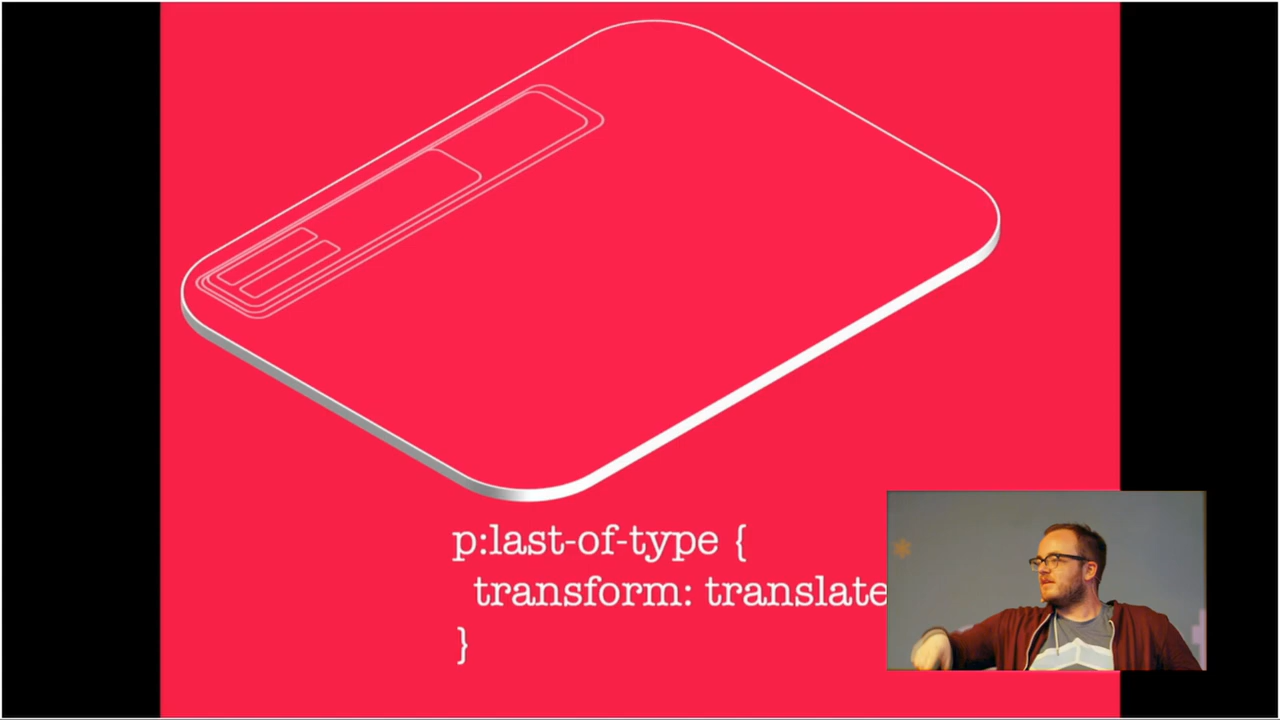 p:last-of-type {
transform: translate
}